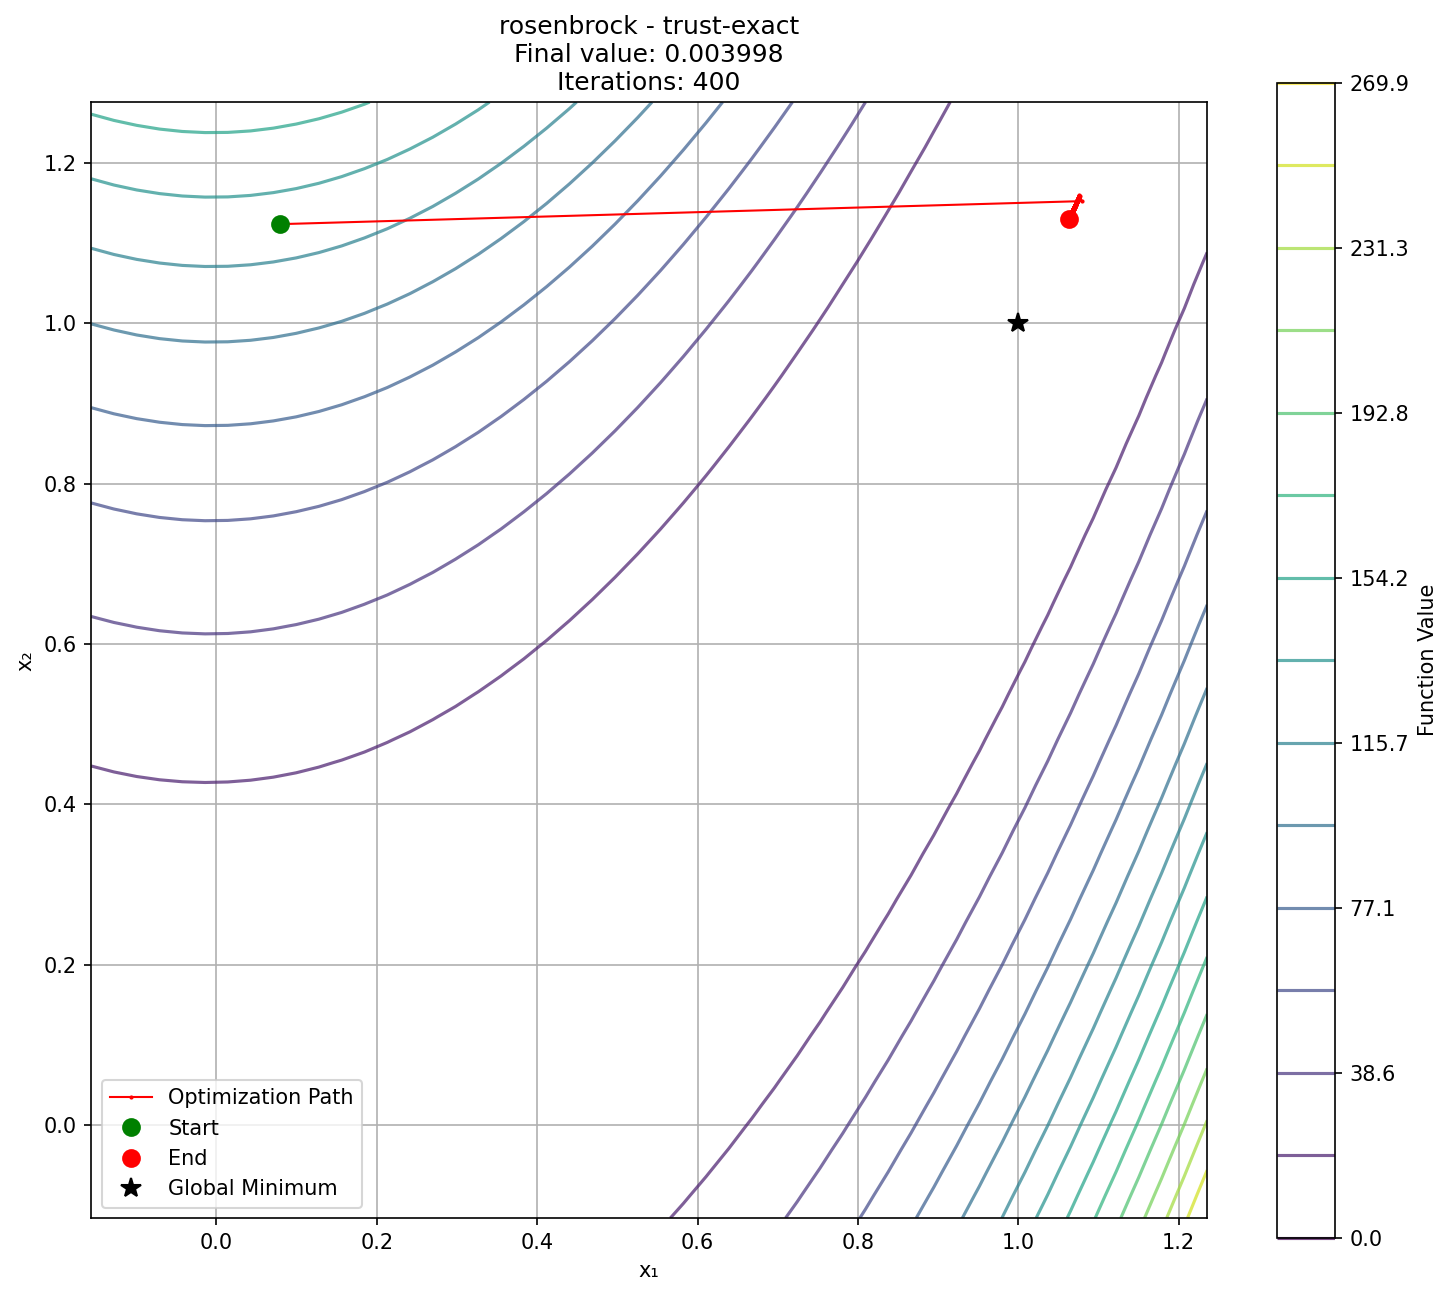 rosenbrock - trust-exact
Final value: 0.003998
Iterations: 400
269.9
231.3
192.8
154.2
115.7
77.1
38.6
0.0
Function Value
1.2
1.0
0.8
0.6
0.4
0.2
0.0
x₂
Optimization Path
Start
End
Global Minimum
0.0 0.2 0.4 0.6 0.8 1.0 1.2
x₁